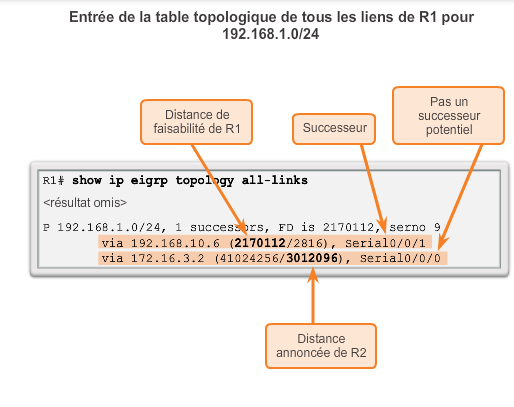 Entrée de la table topologique de tous les liens de R1 pour
192.168.1.0/24
Distance de
faisabilité de R1
Successeur
Pas un
successeur
potentiel
R1# show ip eigrp topology all-links
<résultat omis>
P 192.168.1.0/24, 1 successors, FD is 2170112, serno 9
via 192.168.10.6 (2170112/2816), Serial0/0/1
via 172.16.3.2 (41024256/3012096), Serial0/0/0
Distance
annoncée de R2